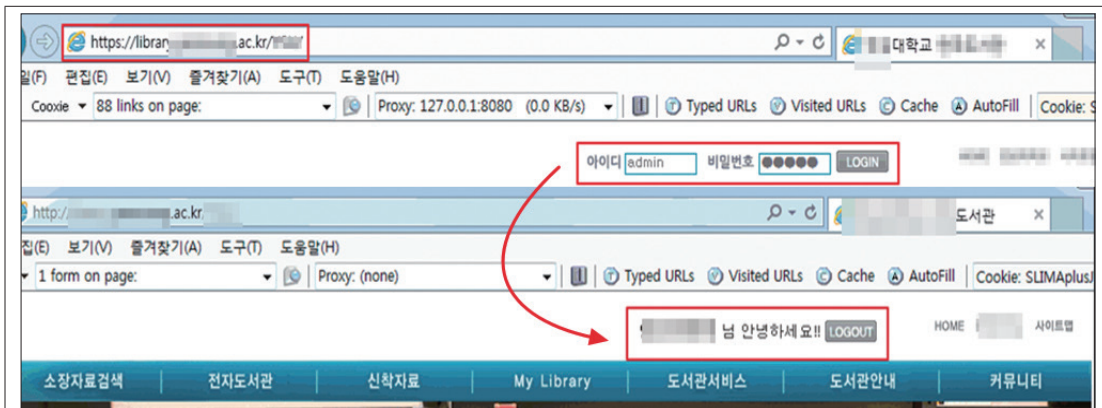 https://librar .ac.kr/
대학교
일(F) 편집(E) 보기(V) 즐겨찾기(A) 도구(T) 도움말(H)
Cooxie 88 links on page: Proxy: 127.0.0.1:8080 (0.0 KB/s) Typed URLs Visited URLs Cache AutoFill Cookie: S
아이디 admin 비밀번호 ●●●●● LOGIN
http:/ .ac.kr 도서관
집(E) 보기(V) 즐겨찾기(A) 도구(T) 도움말(H)
1 form on page: Proxy: (none) Typed URLs Visited URLs Cache AutoFill Cookie: SLIMAplusJ
님 안녕하세요!! LOGOUT HOME 사이트맵
소장자료검색 전자도서관 신착자료 My Library 도서관서비스 도서관안내 커뮤니티